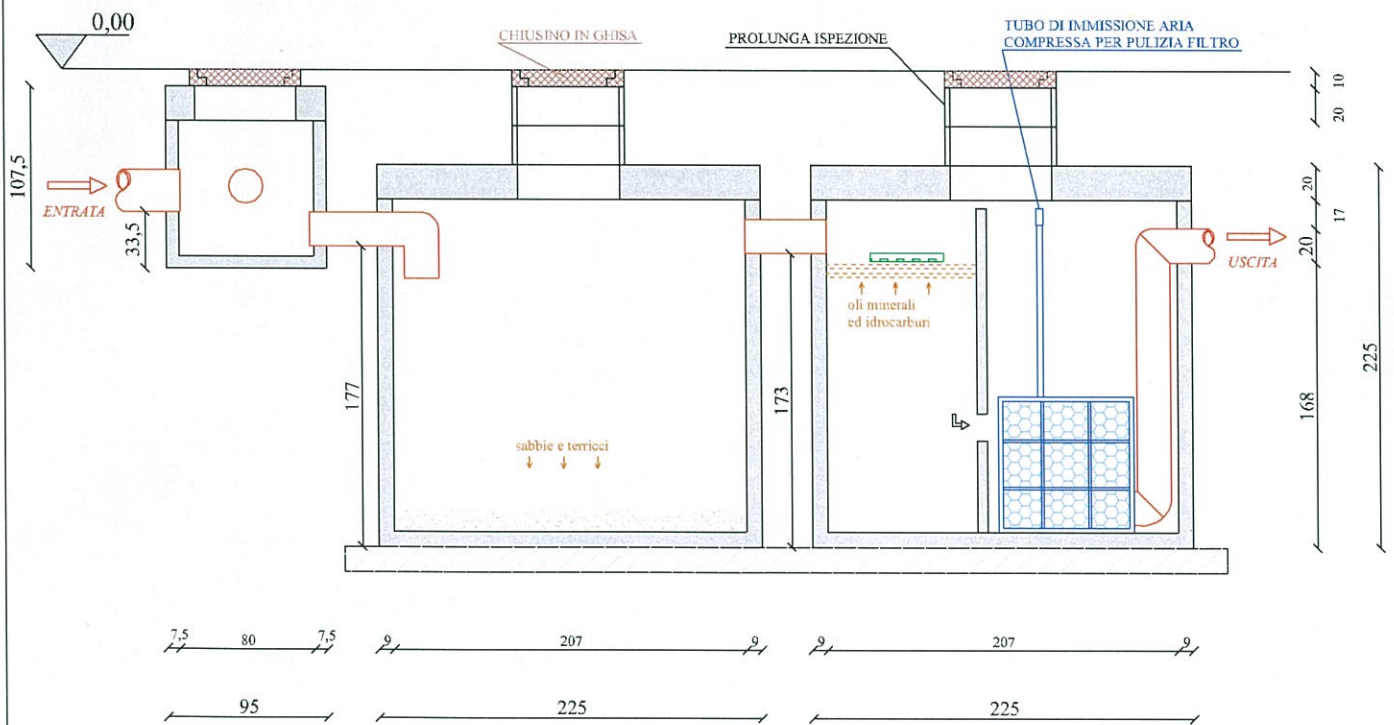 0,00
CHIUSINO IN GHISA
PROLUNGA ISPEZIONE
TUBO DI IMMISSIONE ARIA
COMPRESSA PER PULIZIA FILTRO
10
20
107,5
ENTRATA
33,5
20
17
20
USCITA
oli minerali
ed idrocarburi
177
173
168
225
sabbie e terricci
7,5
80
7,5
9
207
9
9
207
9
95
225
225